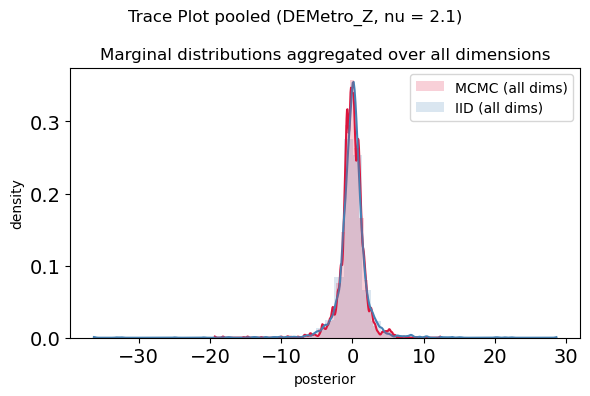 Trace Plot pooled (DEMetro_Z, nu = 2.1)
Marginal distributions aggregated over all dimensions
MCMC (all dims)
IID (all dims)
density
0.3
0.2
0.1
0.0
−30 −20 −10 0 10 20 30
posterior